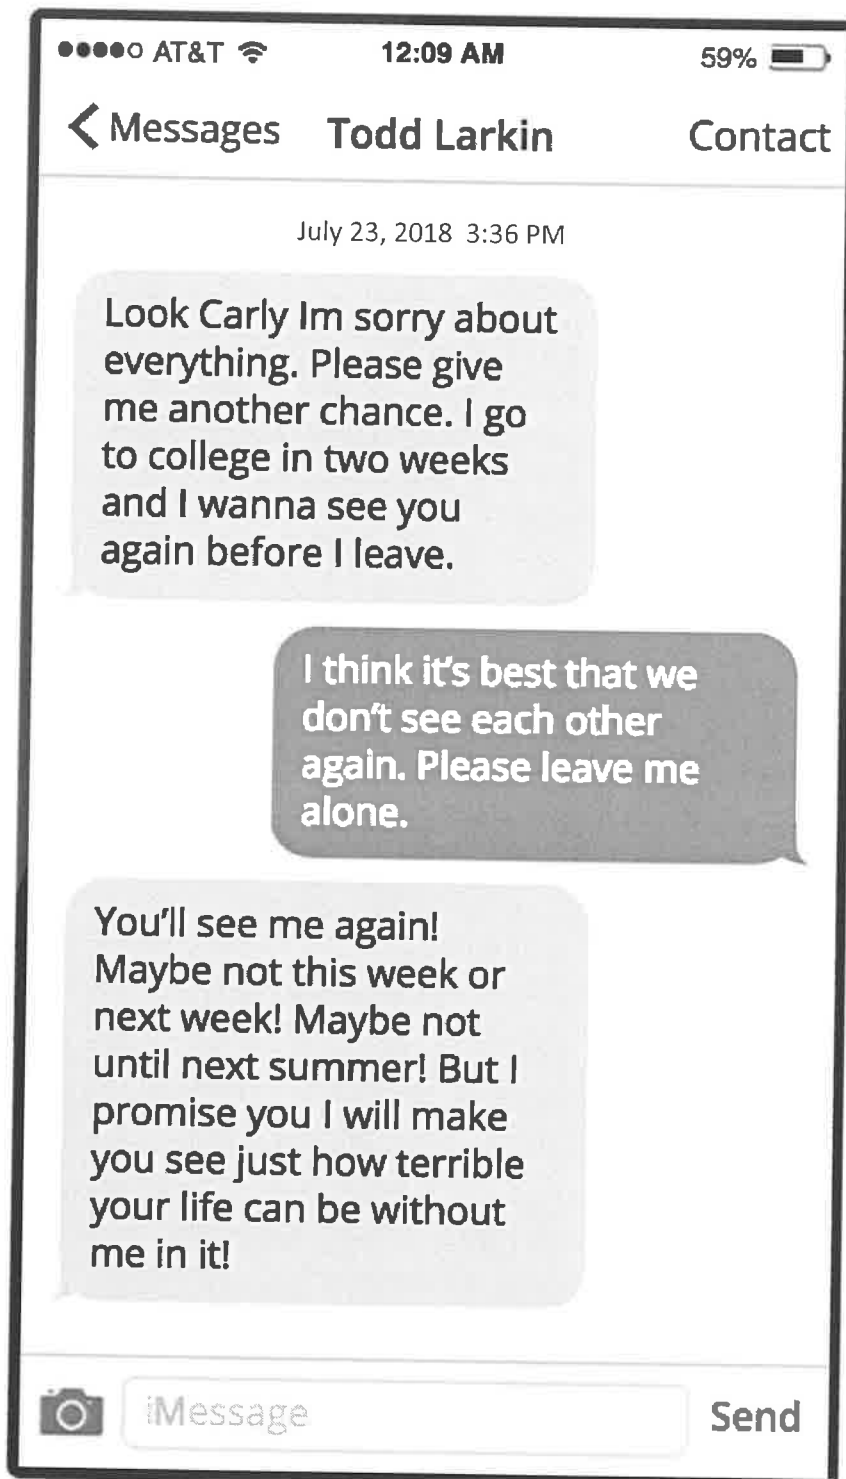 AT&T 12:09 AM 59%
Messages Todd Larkin Contact
July 23, 2018 3:36 PM
Look Carly Im sorry about
everything. Please give
me another chance. I go
to college in two weeks
and I wanna see you
again before I leave.
I think it's best that we
don't see each other
again. Please leave me
alone.
You'll see me again!
Maybe not this week or
next week! Maybe not
until next summer! But I
promise you I will make
you see just how terrible
your life can be without
me in it!
iMessage Send